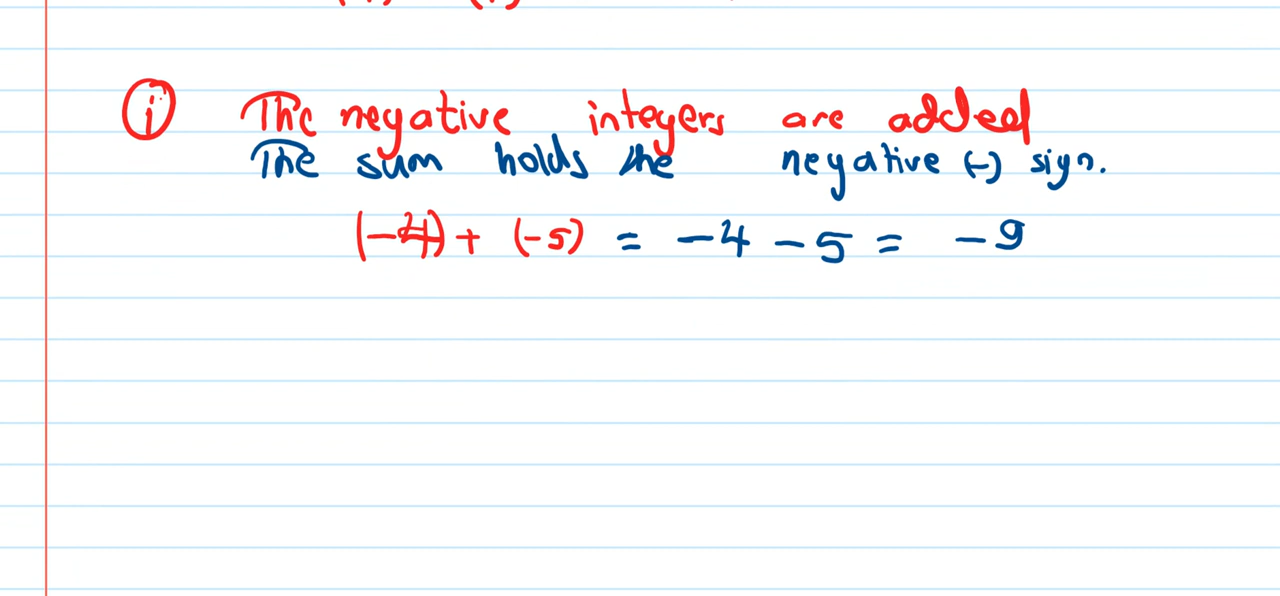 (i) The negative integers are added
The sum holds the negative (-) sign.
(-4) + (-5) = -4 - 5 = -9